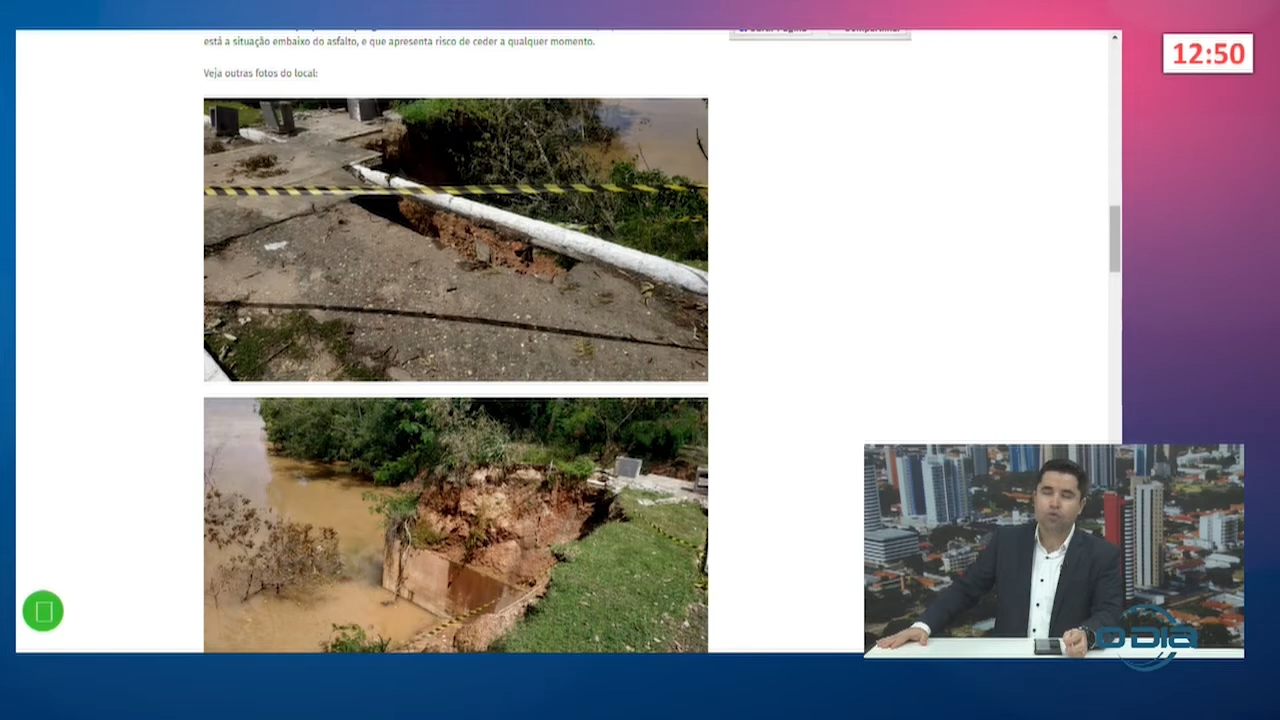 está a situação embaixo do asfalto, e que apresenta risco de ceder a qualquer momento.
12:50
Veja outras fotos do local:
O DIA